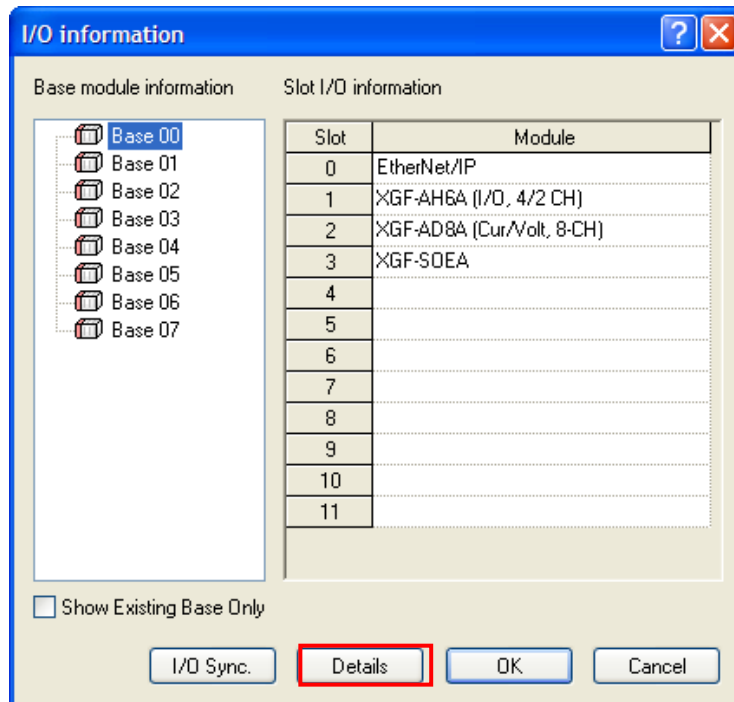 I/O information
Base module information
Slot I/O information
Base 00
Base 01
Base 02
Base 03
Base 04
Base 05
Base 06
Base 07
Slot Module
0 EtherNet/IP
1 XGF-AH6A (I/O, 4/2 CH)
2 XGF-AD8A (Cur/Volt, 8-CH)
3 XGF-SOEA
4
5
6
7
8
9
10
11
Show Existing Base Only
I/O Sync. Details OK Cancel